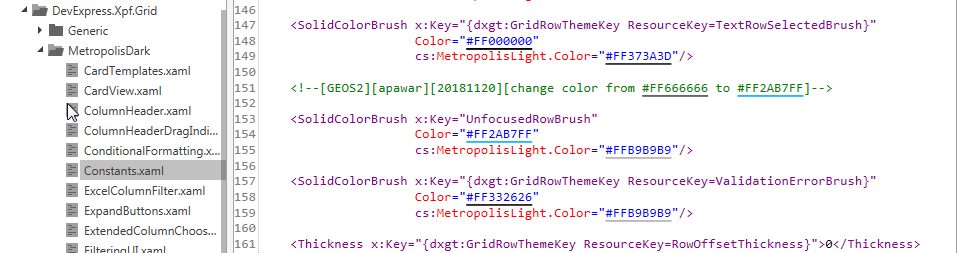 DevExpress.Xpf.Grid
Generic
MetropolisDark
CardTemplates.xaml
CardView.xaml
ColumnHeader.xaml
ColumnHeaderDragIndi...
ConditionalFormatting.x...
Constants.xaml
ExcelColumnFilter.xaml
ExpandButtons.xaml
ExtendedColumnChoos...
FilteringUI.xaml
146
147 <SolidColorBrush x:Key="{dxgt:GridRowThemeKey ResourceKey=TextRowSelectedBrush}"
148 Color="#FF000000"
149 cs:MetropolisLight.Color="#FF373A3D"/>
150
151 <!--[GEOS2][apawar][20181120][change color from #FF666666 to #FF2AB7FF]-->
152
153 <SolidColorBrush x:Key="UnfocusedRowBrush"
154 Color="#FF2AB7FF"
155 cs:MetropolisLight.Color="#FFB9B9B9"/>
156
157 <SolidColorBrush x:Key="{dxgt:GridRowThemeKey ResourceKey=ValidationErrorBrush}"
158 Color="#FF332626"
159 cs:MetropolisLight.Color="#FFB9B9B9"/>
160
161 <Thickness x:Key="{dxgt:GridRowThemeKey ResourceKey=RowOffsetThickness}">0</Thickness>